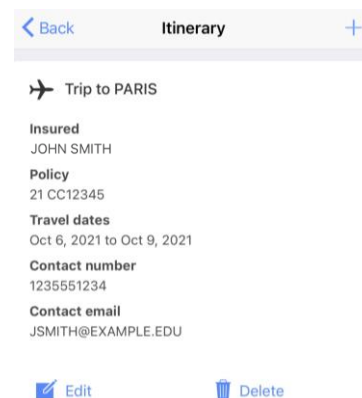 Back Itinerary +
Trip to PARIS
Insured
JOHN SMITH
Policy
21 CC12345
Travel dates
Oct 6, 2021 to Oct 9, 2021
Contact number
1235551234
Contact email
JSMITH@EXAMPLE.EDU
Edit Delete